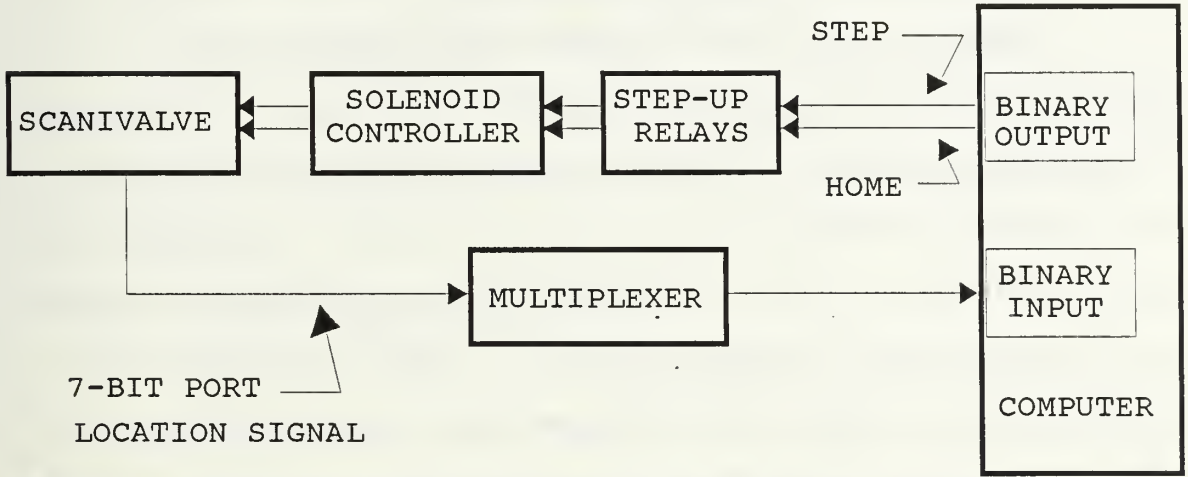 STEP
SCANIVALVE
SOLENOID
CONTROLLER
STEP-UP
RELAYS
BINARY
OUTPUT
HOME
MULTIPLEXER
BINARY
INPUT
7-BIT PORT
LOCATION SIGNAL
COMPUTER